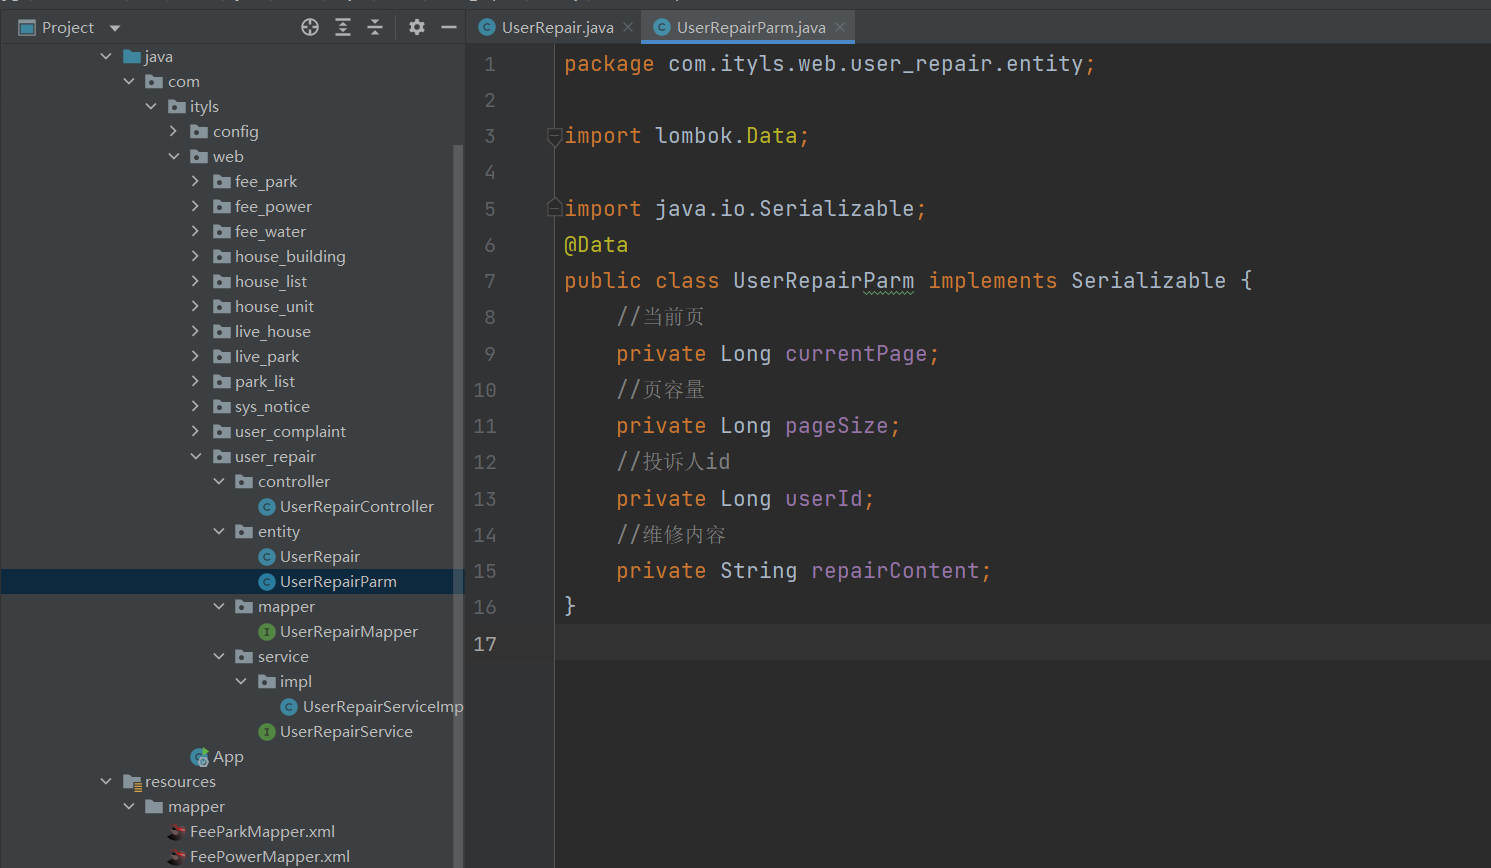 Project
UserRepair.java
UserRepairParm.java
java
com
ityls
config
web
fee_park
fee_power
fee_water
house_building
house_list
house_unit
live_house
live_park
park_list
sys_notice
user_complaint
user_repair
controller
UserRepairController
entity
UserRepair
UserRepairParm
mapper
UserRepairMapper
service
impl
UserRepairServiceImp
UserRepairService
App
resources
mapper
FeeParkMapper.xml
FeePowerMapper.xml
1 package com.ityls.web.user_repair.entity;
2
3 import lombok.Data;
4
5 import java.io.Serializable;
6 @Data
7 public class UserRepairParm implements Serializable {
8 //当前页
9 private Long currentPage;
10 //页容量
11 private Long pageSize;
12 //投诉人id
13 private Long userId;
14 //维修内容
15 private String repairContent;
16 }
17